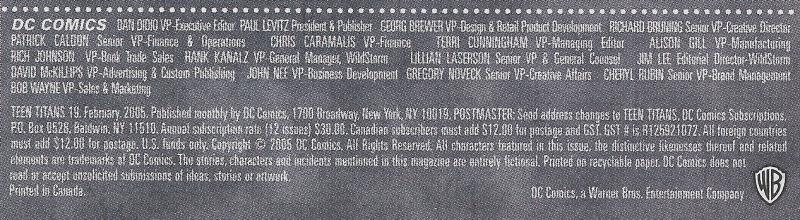 DC COMICS DAN DIDIO VP-Executive Editor PAUL LEVITZ President & Publisher GEORG BREWER VP-Design & Retail Product Development RICHARD BRUNING Senior VP-Creative Director
PATRICK CALDON Senior VP-Finance & Operations CHRIS CARAMALIS VP-Finance TERRI CUNNINGHAM VP-Managing Editor ALISON GILL VP-Manufacturing
RICH JOHNSON VP-Book Trade Sales HANK KANALZ VP-General Manager, WildStorm LILLIAN LASERSON Senior VP & General Counsel JIM LEE Editorial Director-WildStorm
DAVID McKILLIPS VP-Advertising & Custom Publishing JOHN NEE VP-Business Development GREGORY NOVECK Senior VP-Creative Affairs CHERYL RUBIN Senior VP-Brand Management
BOB WAYNE VP-Sales & Marketing
TEEN TITANS 19. February, 2005. Published monthly by DC Comics, 1700 Broadway, New York, NY 10019. POSTMASTER: Send address changes to TEEN TITANS, DC Comics Subscriptions,
P.O. Box 0528, Baldwin, NY 11510. Annual subscription rate (12 issues) $30.00. Canadian subscribers must add $12.00 for postage and GST. GST # is R125921072. All foreign countries
must add $12.00 for postage. U.S. funds only. Copyright © 2005 DC Comics. All Rights Reserved. All characters featured in this issue, the distinctive likenesses thereof and related
elements are trademarks of DC Comics. The stories, characters and incidents mentioned in this magazine are entirely fictional. Printed on recyclable paper. DC Comics does not
read or accept unsolicited submissions of ideas, stories or artwork.
Printed in Canada.
DC Comics, a Warner Bros. Entertainment Company
WB